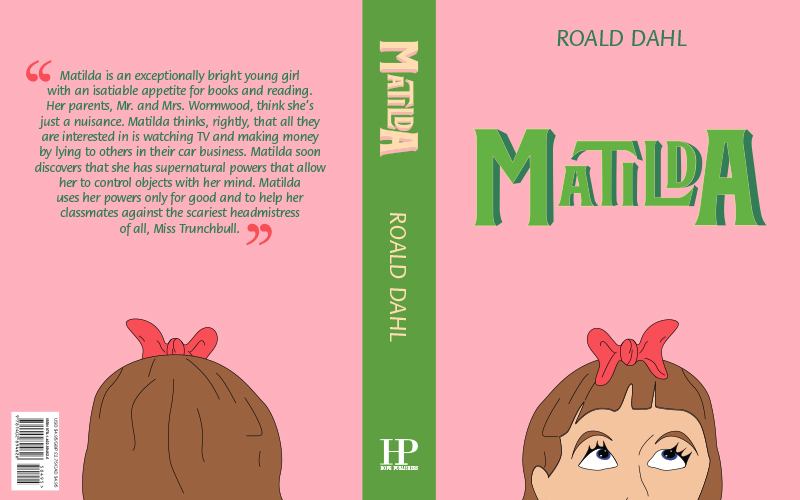 “ Matilda is an exceptionally bright young girl
with an isatiable appetite for books and reading.
Her parents, Mr. and Mrs. Wormwood, think she's
just a nuisance. Matilda thinks, rightly, that all they
are interested in is watching TV and making money
by lying to others in their car business. Matilda soon
discovers that she has supernatural powers that allow
her to control objects with her mind. Matilda
uses her powers only for good and to help her
classmates against the scariest headmistress
of all, Miss Trunchbull. ”
MATILDA
ROALD DAHL
HP
ROALD DAHL
MATILDA